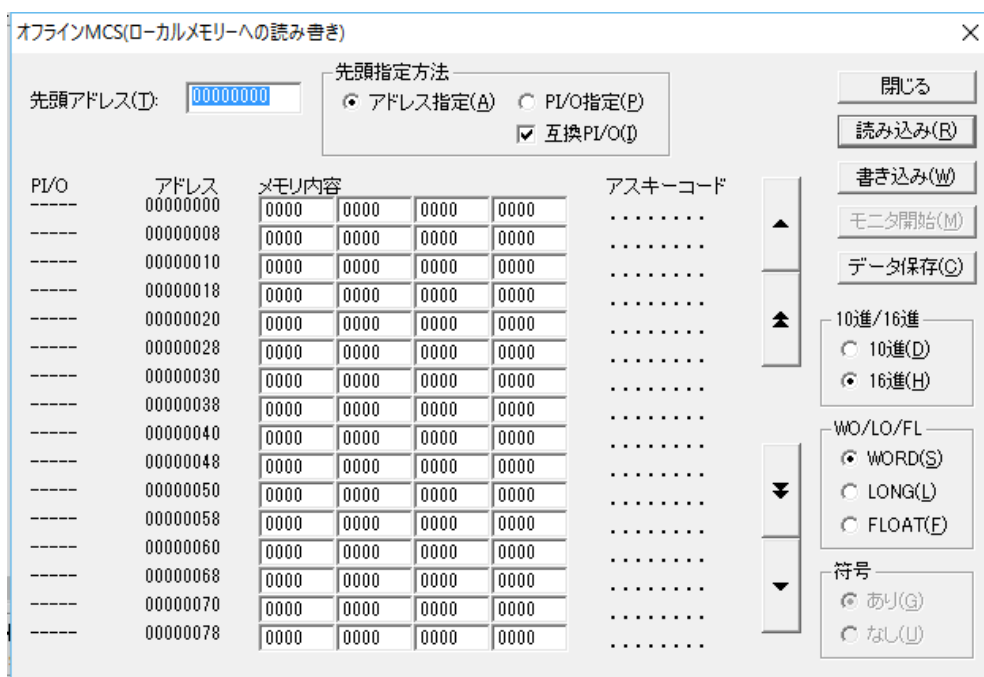 オフラインMCS(ローカルメモリーへの読み書き)
先頭アドレス(T): 00000000
先頭指定方法
アドレス指定(A) PI/O指定(P)
互換PI/O(I)
閉じる
読み込み(R)
書き込み(W)
モニタ開始(M)
データ保存(C)
PI/O アドレス メモリ内容 アスキーコード
----- 00000000 0000 0000 0000 0000 ........
----- 00000008 0000 0000 0000 0000 ........
----- 00000010 0000 0000 0000 0000 ........
----- 00000018 0000 0000 0000 0000 ........
----- 00000020 0000 0000 0000 0000 ........
----- 00000028 0000 0000 0000 0000 ........
----- 00000030 0000 0000 0000 0000 ........
----- 00000038 0000 0000 0000 0000 ........
----- 00000040 0000 0000 0000 0000 ........
----- 00000048 0000 0000 0000 0000 ........
----- 00000050 0000 0000 0000 0000 ........
----- 00000058 0000 0000 0000 0000 ........
----- 00000060 0000 0000 0000 0000 ........
----- 00000068 0000 0000 0000 0000 ........
----- 00000070 0000 0000 0000 0000 ........
----- 00000078 0000 0000 0000 0000 ........
10進/16進
10進(D)
16進(H)
WO/LO/FL
WORD(S)
LONG(L)
FLOAT(F)
符号
あり(G)
なし(U)